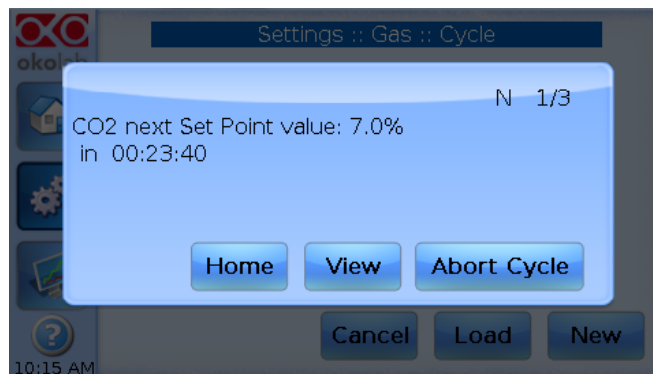 Settings :: Gas :: Cycle
okolab
N 1/3
CO2 next Set Point value: 7.0%
in 00:23:40
Home View Abort Cycle
Cancel Load New
?
10:15 AM